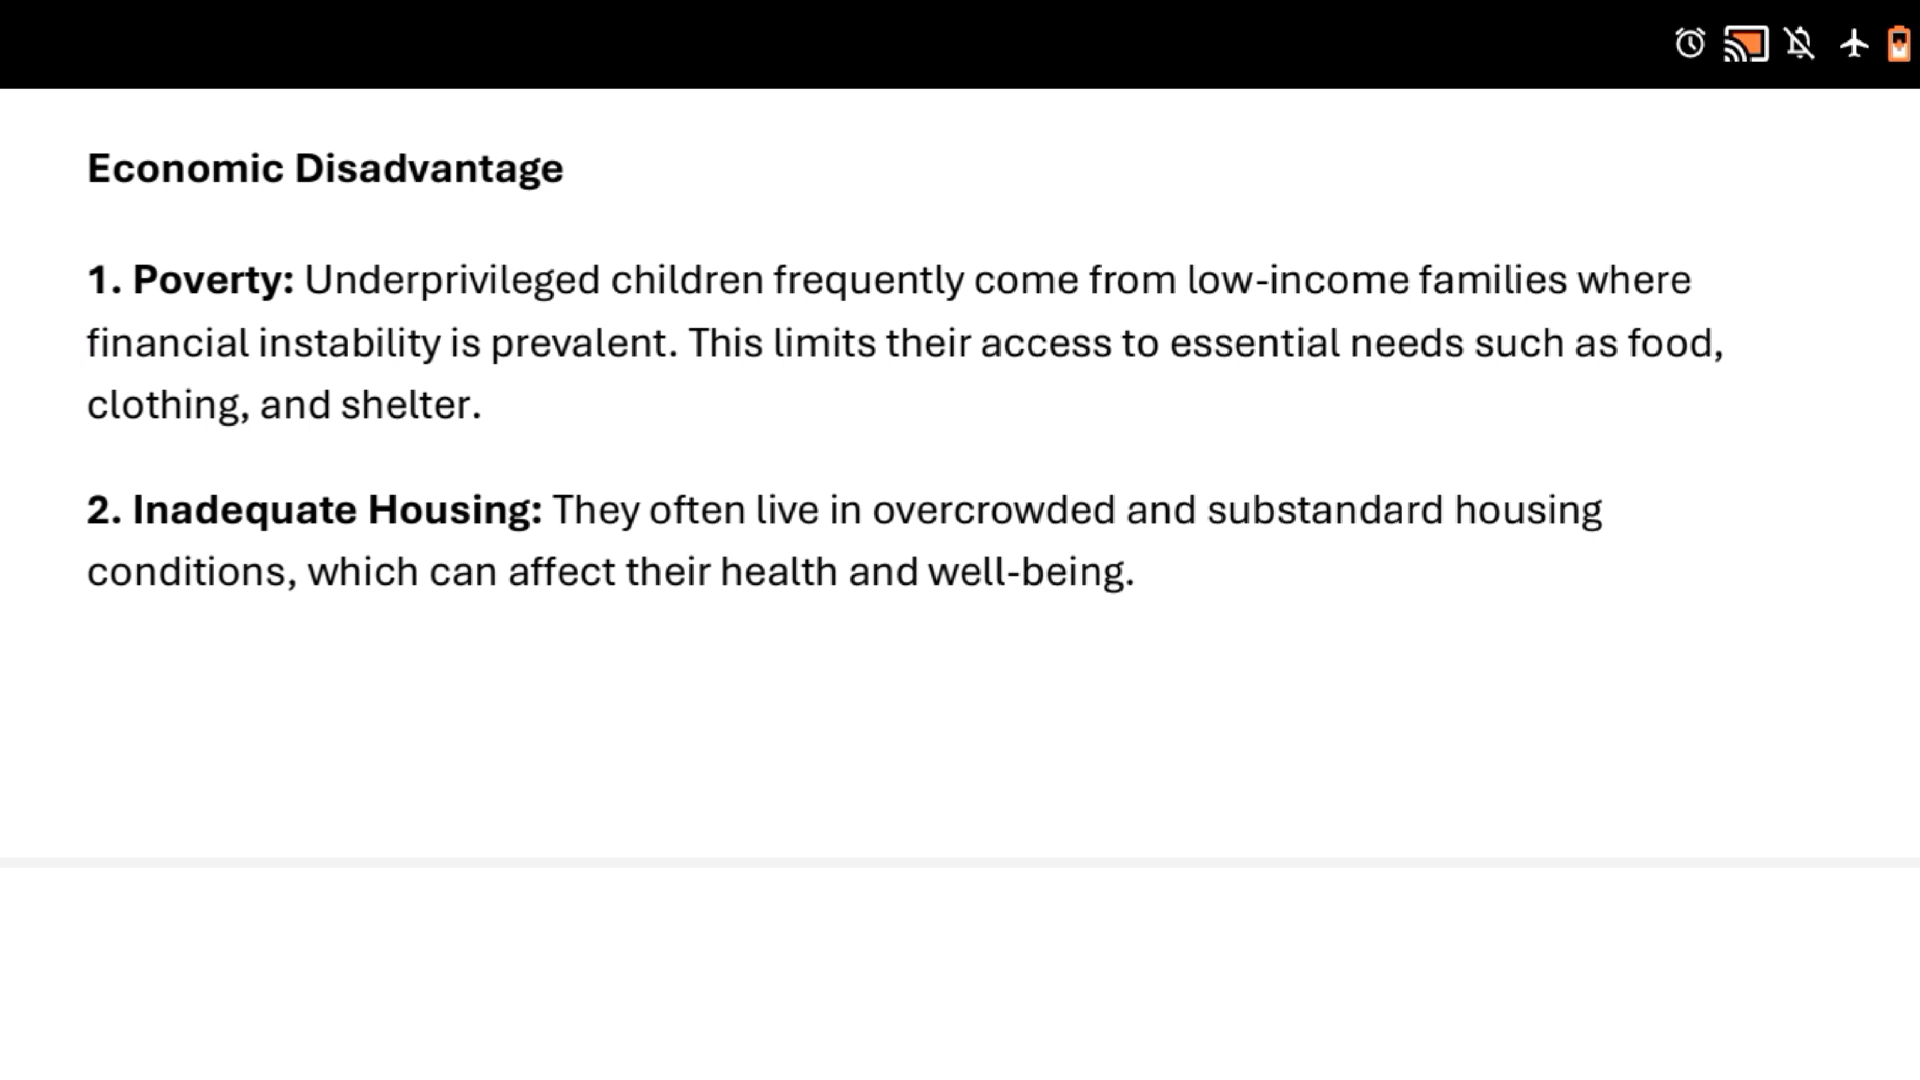 Economic Disadvantage
1. Poverty: Underprivileged children frequently come from low-income families where
financial instability is prevalent. This limits their access to essential needs such as food,
clothing, and shelter.
2. Inadequate Housing: They often live in overcrowded and substandard housing
conditions, which can affect their health and well-being.